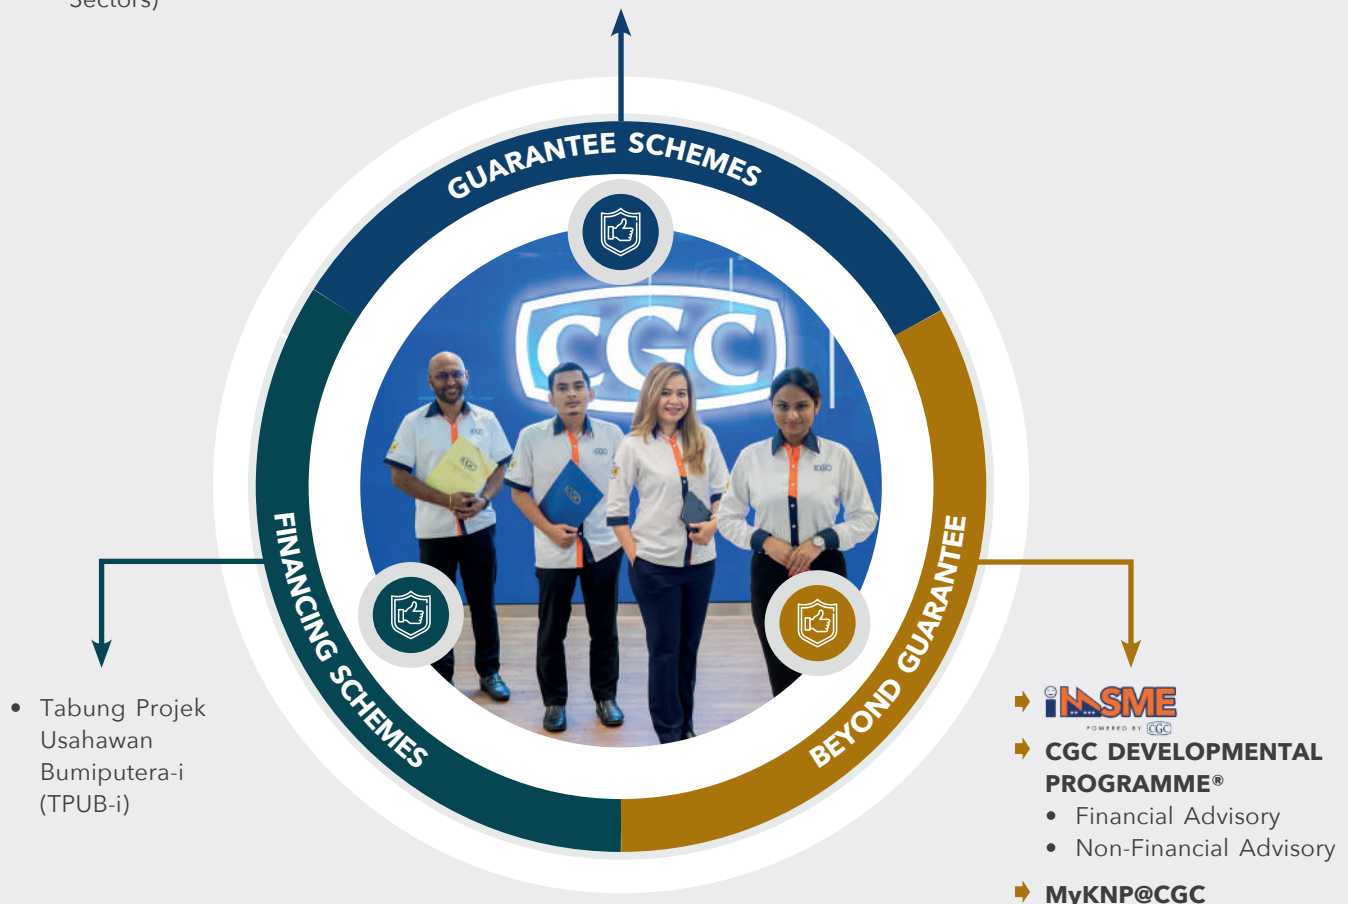 Sectors)
GUARANTEE SCHEMES
CGC
FINANCING SCHEMES
BEYOND GUARANTEE
• Tabung Projek
Usahawan
Bumiputera-i
(TPUB-i)
imSME
POWERED BY CGC
CGC DEVELOPMENTAL
PROGRAMME®
• Financial Advisory
• Non-Financial Advisory
MyKNP@CGC